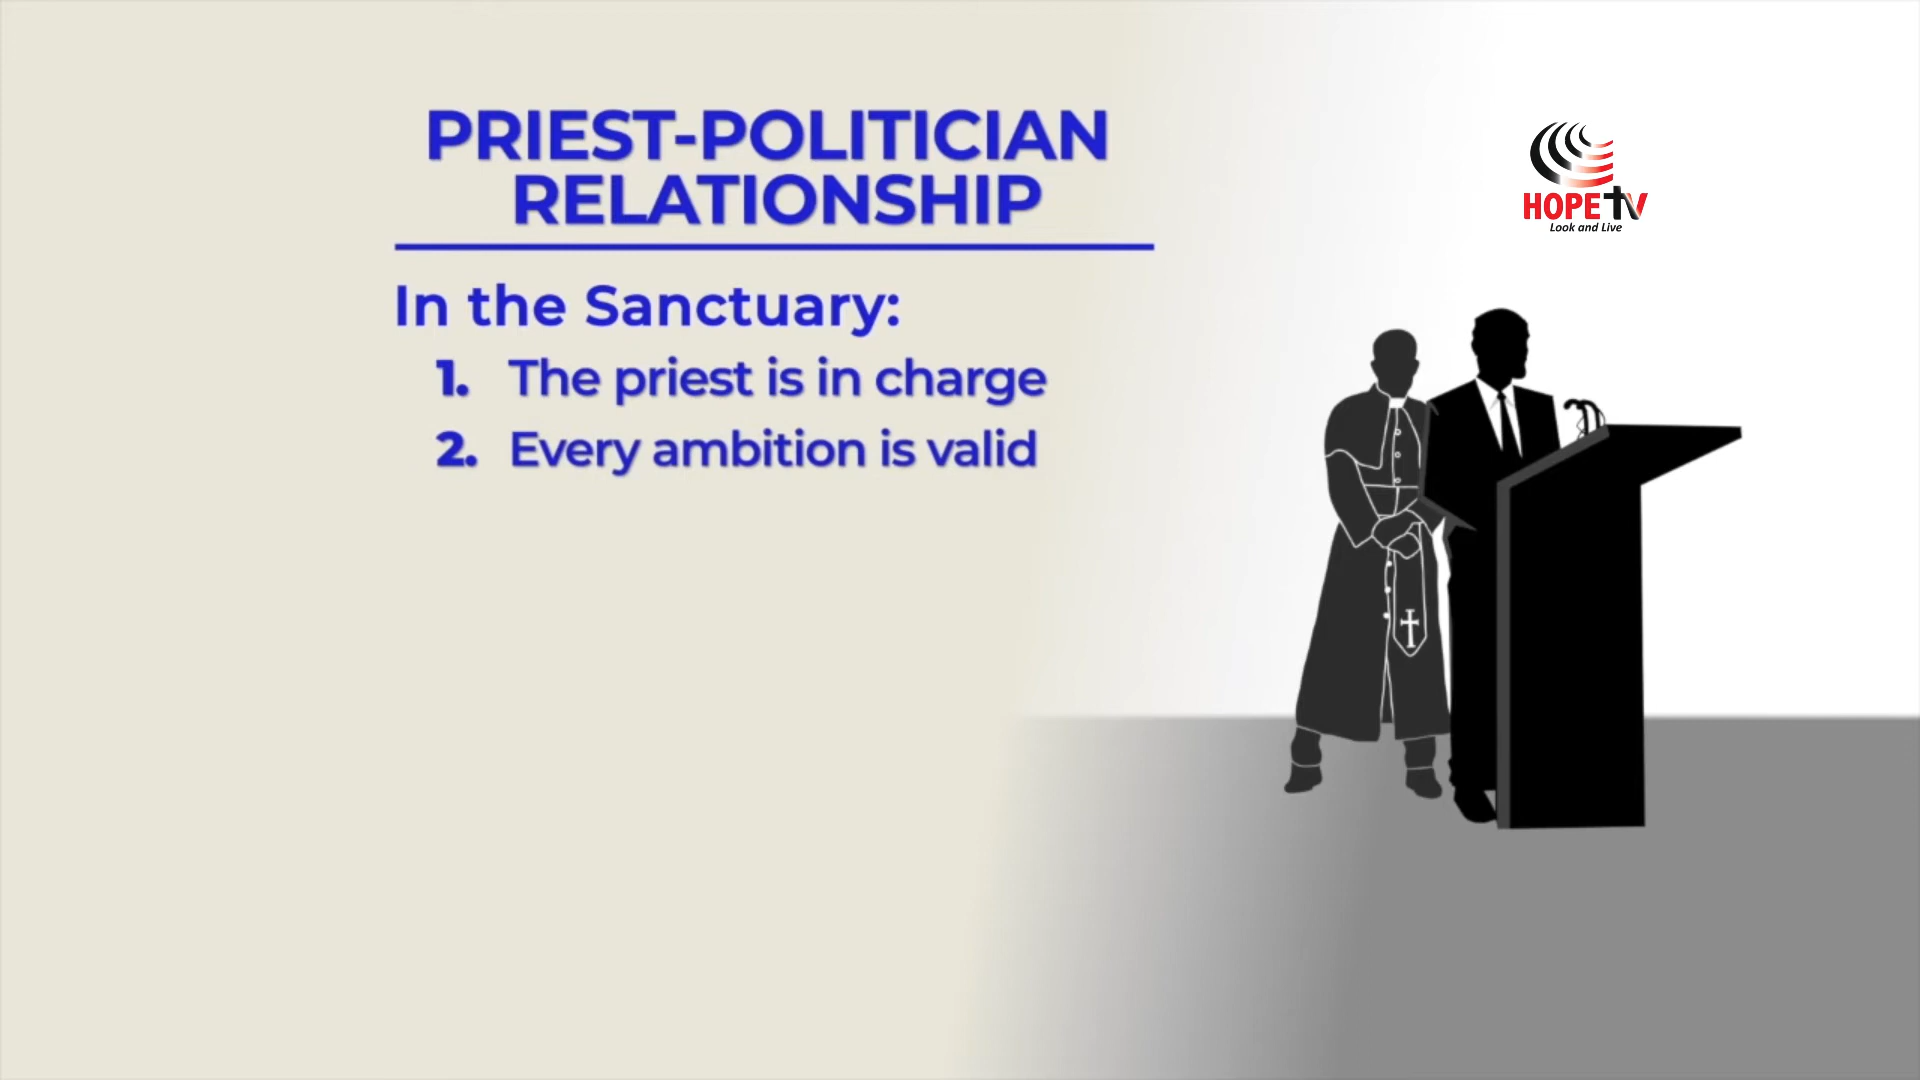 PRIEST-POLITICIAN
RELATIONSHIP
In the Sanctuary:
1. The priest is in charge
2. Every ambition is valid
HOPE TV
Look and Live